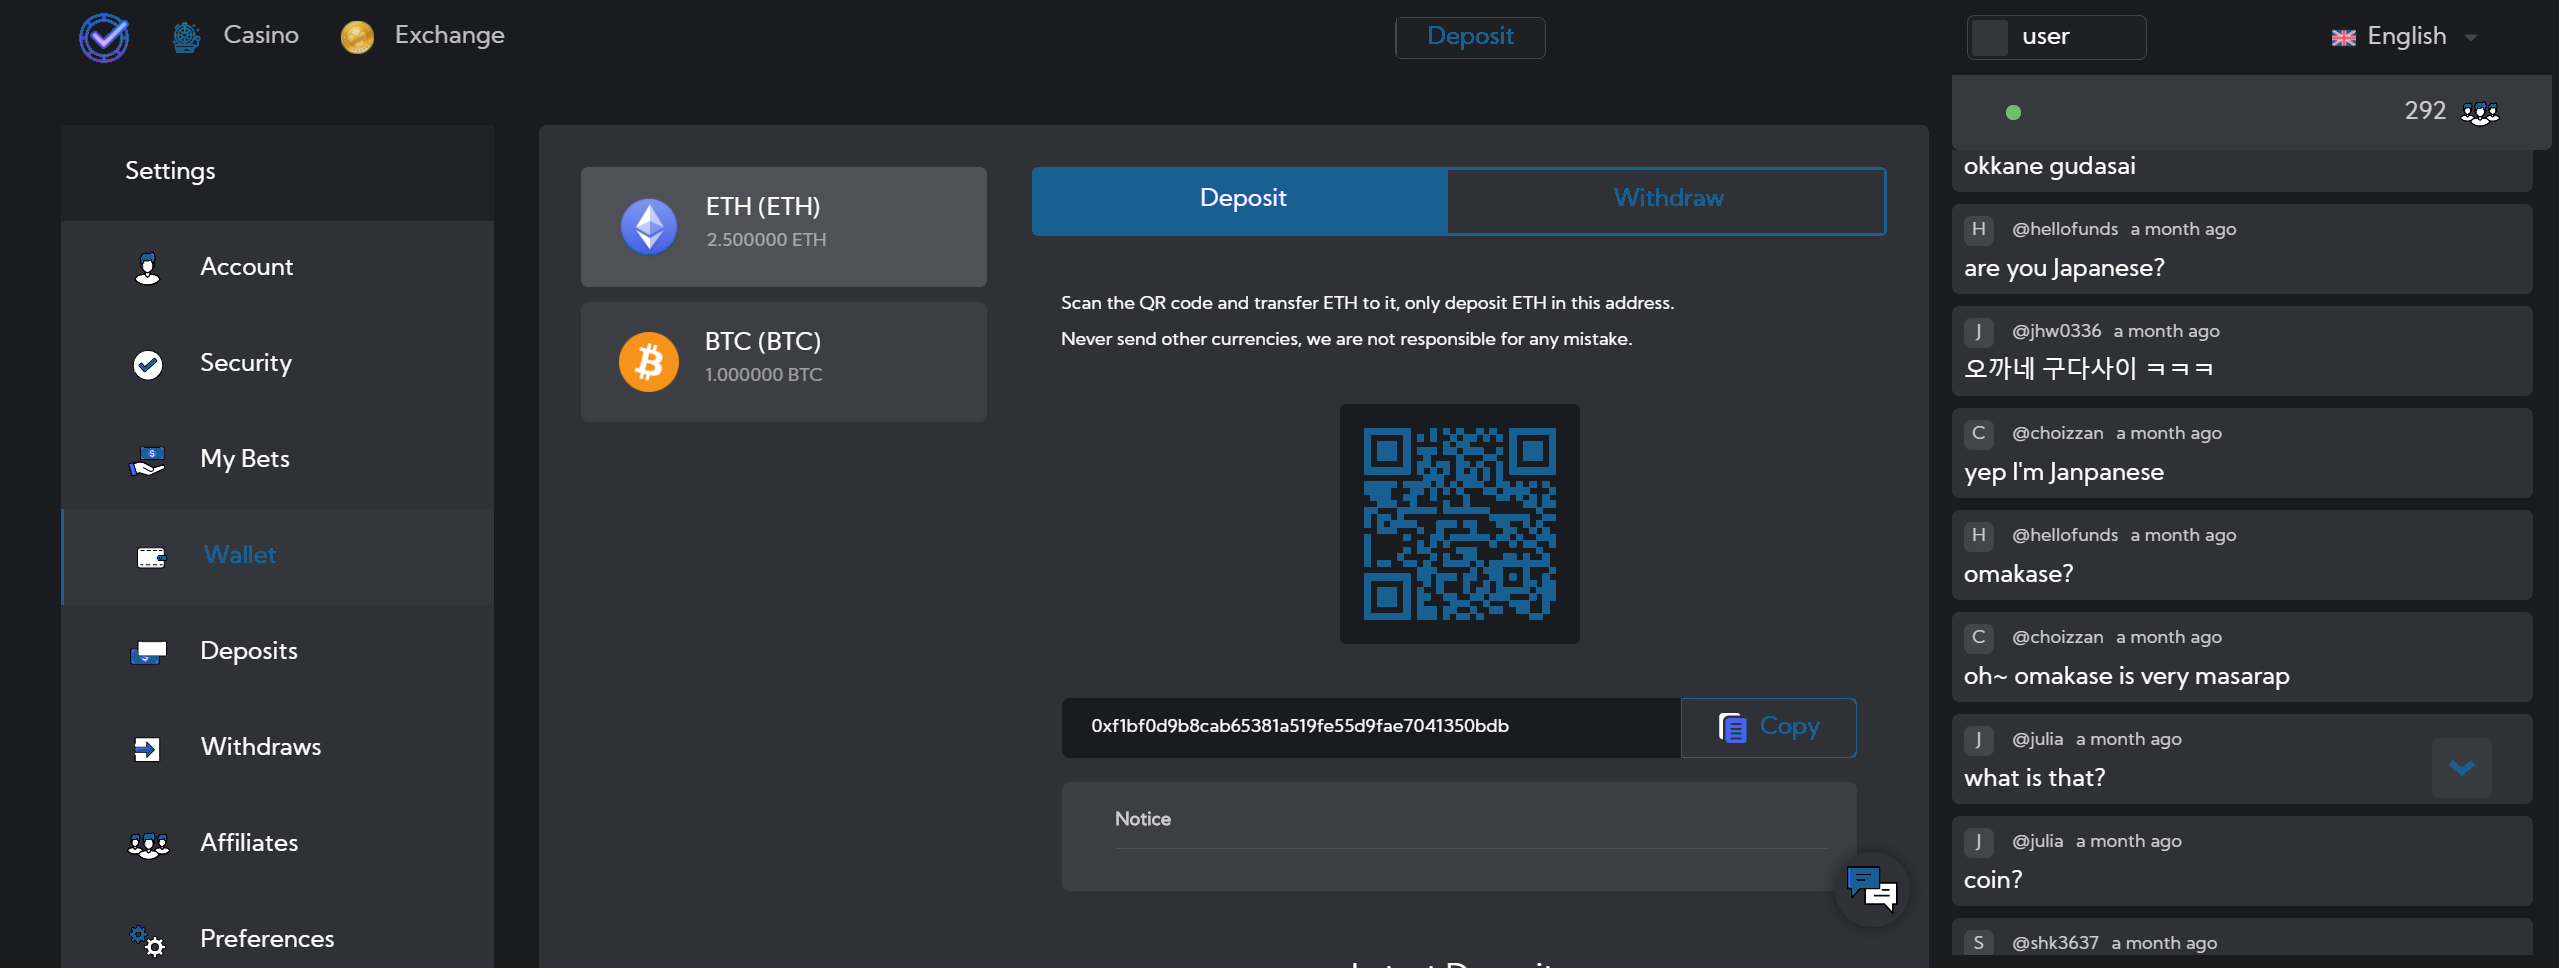 Casino
Exchange
Deposit
user
English
Settings
Account
Security
My Bets
Wallet
Deposits
Withdraws
Affiliates
Preferences
ETH (ETH)
2.500000 ETH
BTC (BTC)
1.000000 BTC
Deposit
Withdraw
Scan the QR code and transfer ETH to it, only deposit ETH in this address.
Never send other currencies, we are not responsible for any mistake.
0xf1bf0d9b8cab65381a519fe55d9fae7041350bdb
Copy
Notice
292
okkane gudasai
H @hellofunds a month ago
are you Japanese?
J @jhw0336 a month ago
오까네 구다사이 ㅋㅋㅋ
C @choizzan a month ago
yep I'm Janpanese
H @hellofunds a month ago
omakase?
C @choizzan a month ago
oh~ omakase is very masarap
J @julia a month ago
what is that?
J @julia a month ago
coin?
S @shk3637 a month ago